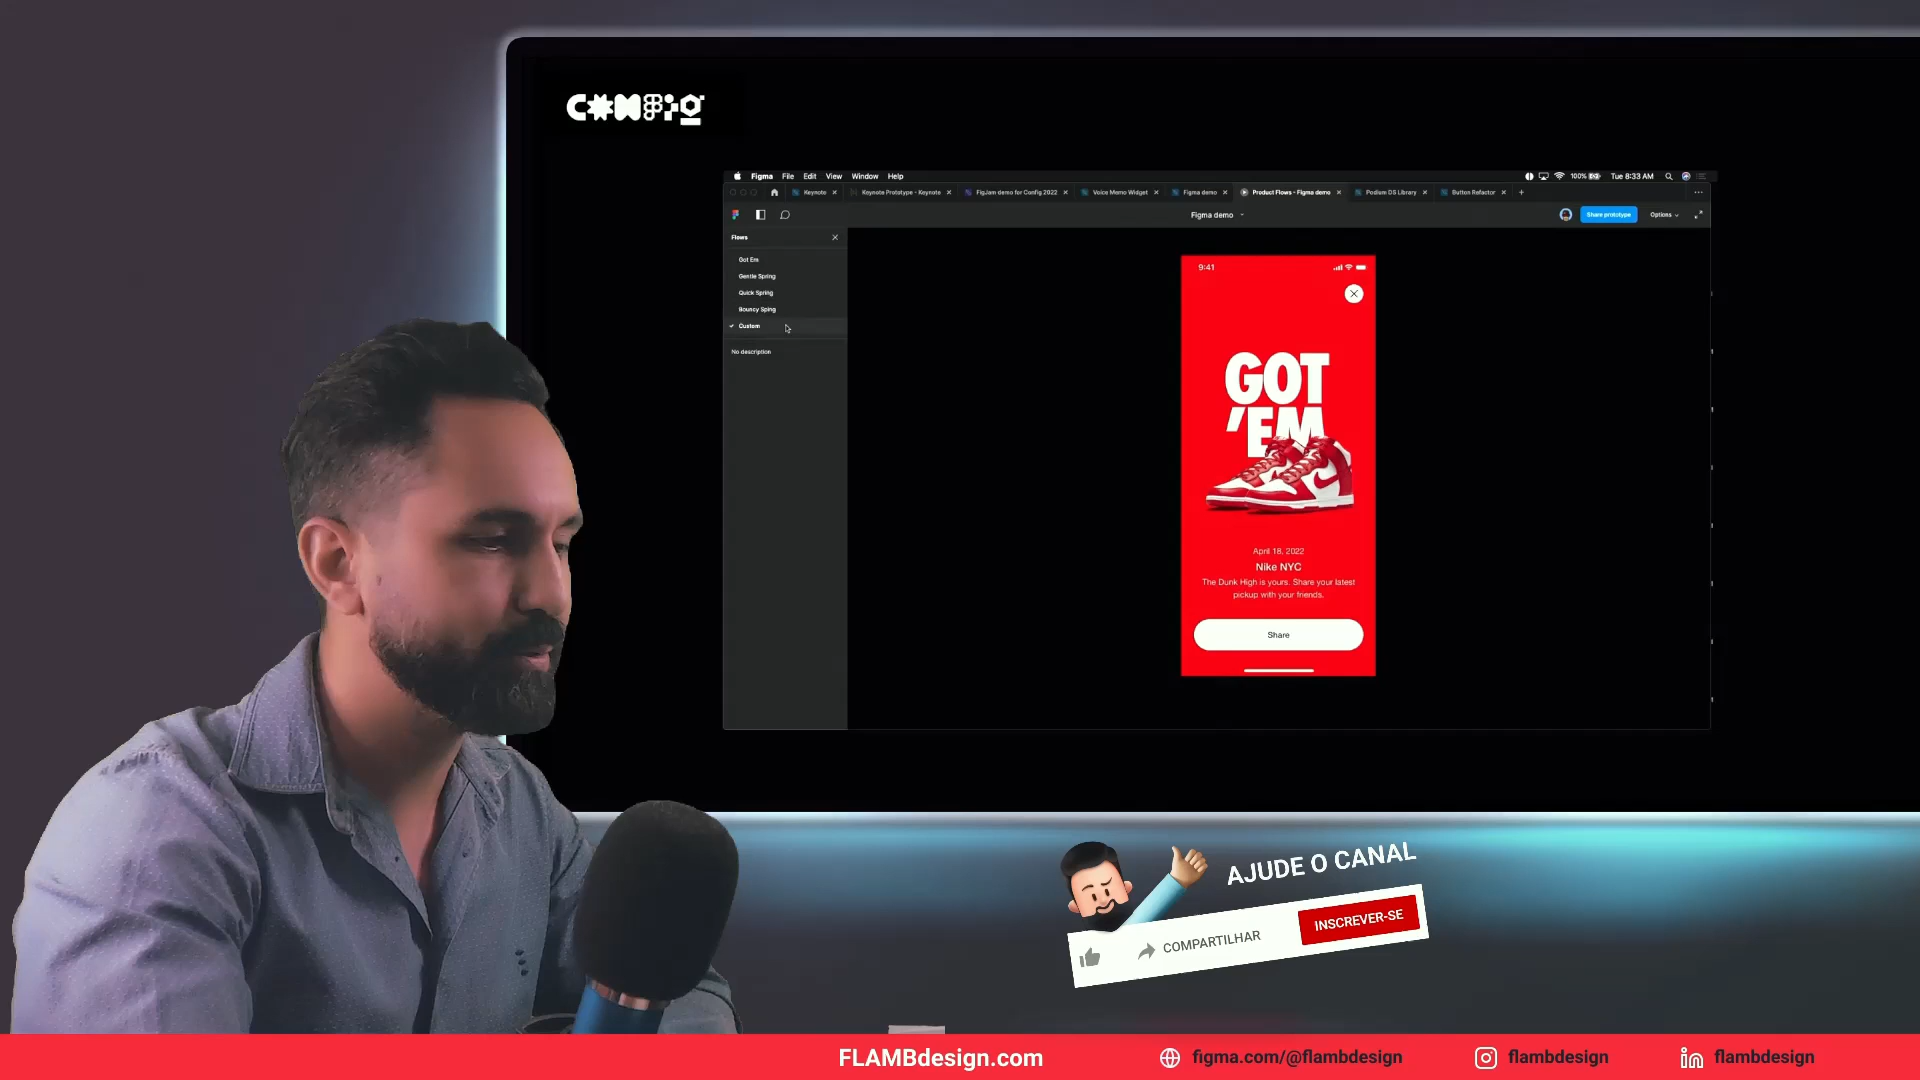 CONFIG
Figma File Edit View Window Help
100% Tue 8:33 AM
Keynote
Keynote Prototype - Keynote
FigJam demo for Config 2022
Voice Memo Widget
Figma demo
Product Flows - Figma demo
Podium DS Library
Button Refactor
Figma demo
Share prototype
Options
Flows
Got Em
Gentle Spring
Quick Spring
Bouncy Sping
Custom
No description
9:41
GOT
'EM
April 18, 2022
Nike NYC
The Dunk High is yours. Share your latest
pickup with your friends.
Share
AJUDE O CANAL
COMPARTILHAR
INSCREVER-SE
FLAMBdesign.com
figma.com/@flambdesign
flambdesign
flambdesign